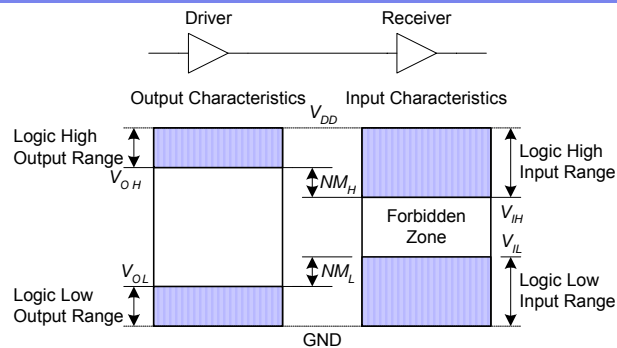 Driver
Receiver
Output Characteristics
Input Characteristics
V_DD
Logic High
Output Range
V_OH
NM_H
Logic High
Input Range
V_IH
Forbidden
Zone
V_IL
V_OL
NM_L
Logic Low
Output Range
Logic Low
Input Range
GND